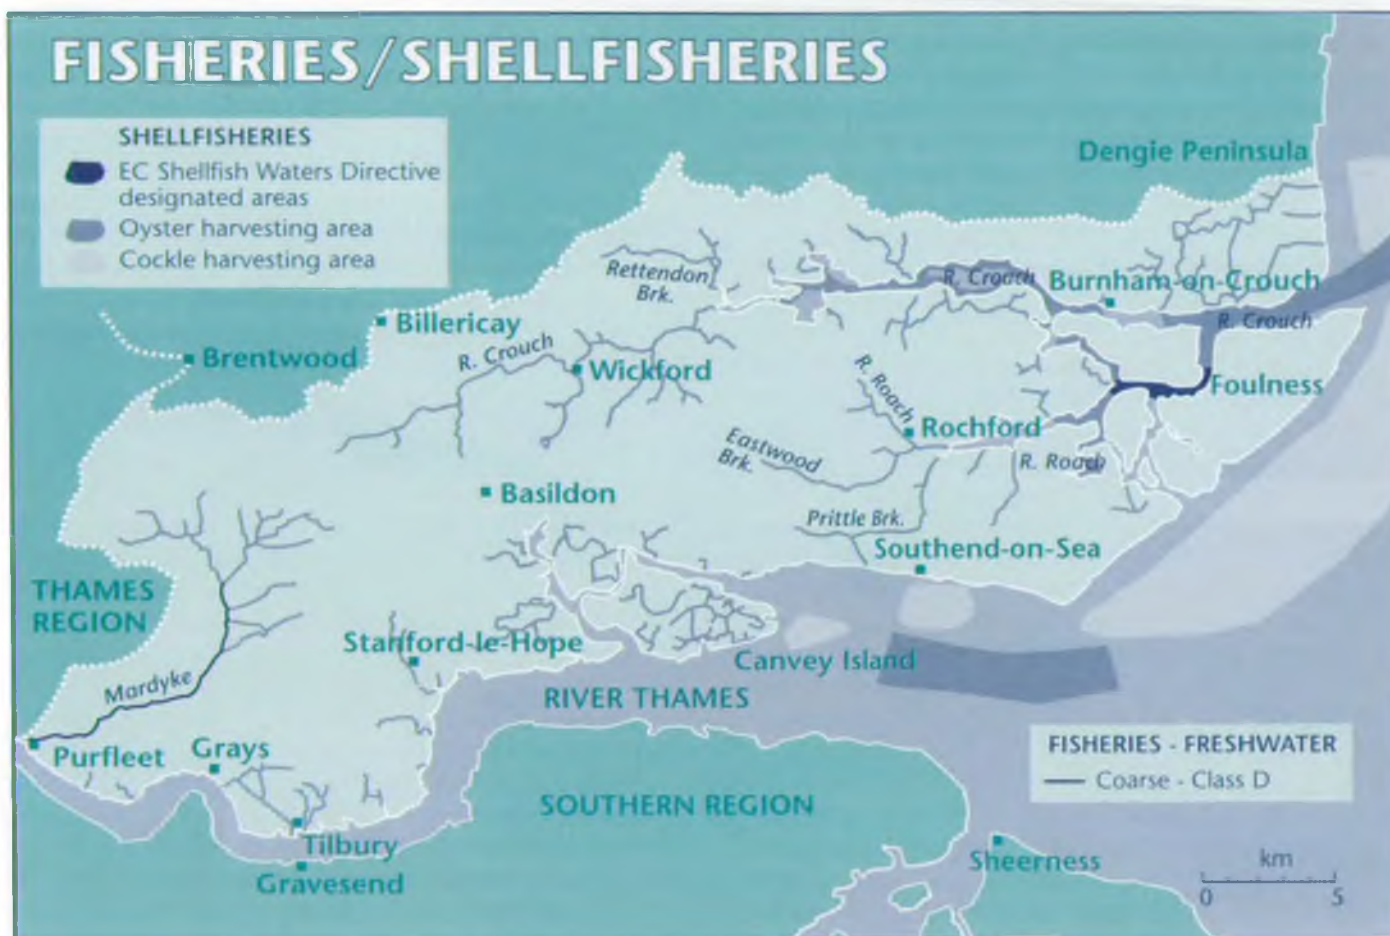 FISHERIES/SHELLFISHERIES
SHELLFISHERIES
EC Shellfish Waters Directive
designated areas
Oyster harvesting area
Cockle harvesting area
Dengie Peninsula
Rettendon
Brk.
R. Crouch
Burnham-on-Crouch
R. Crouch
Billericay
Brentwood
R. Crouch
Wickford
R. Roach
Foulness
Rochford
Eastwood
Brk.
R. Roach
Basildon
Prittle Brk.
Southend-on-Sea
THAMES
REGION
Stanford-le-Hope
Canvey Island
Mardyke
RIVER THAMES
Purfleet
Grays
FISHERIES - FRESHWATER
Coarse - Class D
SOUTHERN REGION
Tilbury
Gravesend
Sheerness
km
0 5